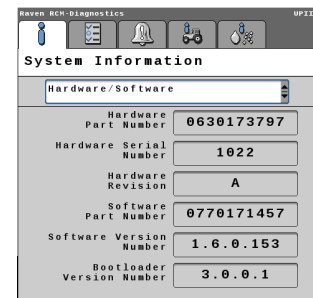 Raven RCM-Diagnostics UPII
System Information
Hardware/Software
Hardware
Part Number
0630173797
Hardware Serial
Number
1022
Hardware
Revision
A
Software
Part Number
0770171457
Software Version
Number
1.6.0.153
Bootloader
Version Number
3.0.0.1